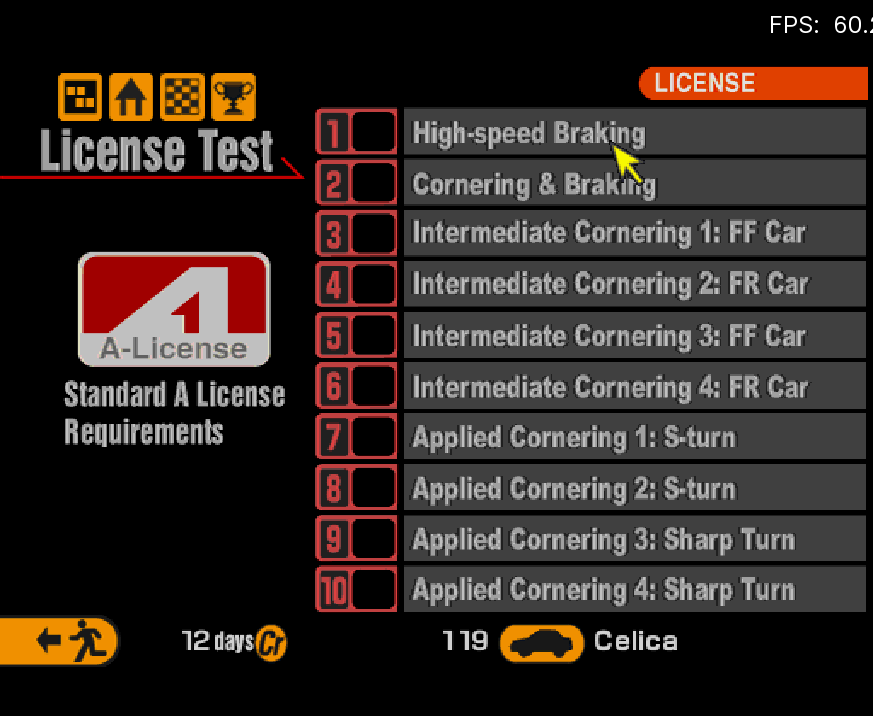 FPS: 60.2
LICENSE
License Test
1 High-speed Braking
2 Cornering & Braking
3 Intermediate Cornering 1: FF Car
4 Intermediate Cornering 2: FR Car
5 Intermediate Cornering 3: FF Car
6 Intermediate Cornering 4: FR Car
7 Applied Cornering 1: S-turn
8 Applied Cornering 2: S-turn
9 Applied Cornering 3: Sharp Turn
10 Applied Cornering 4: Sharp Turn
A-License
Standard A License
Requirements
12 days Cr 119 Celica